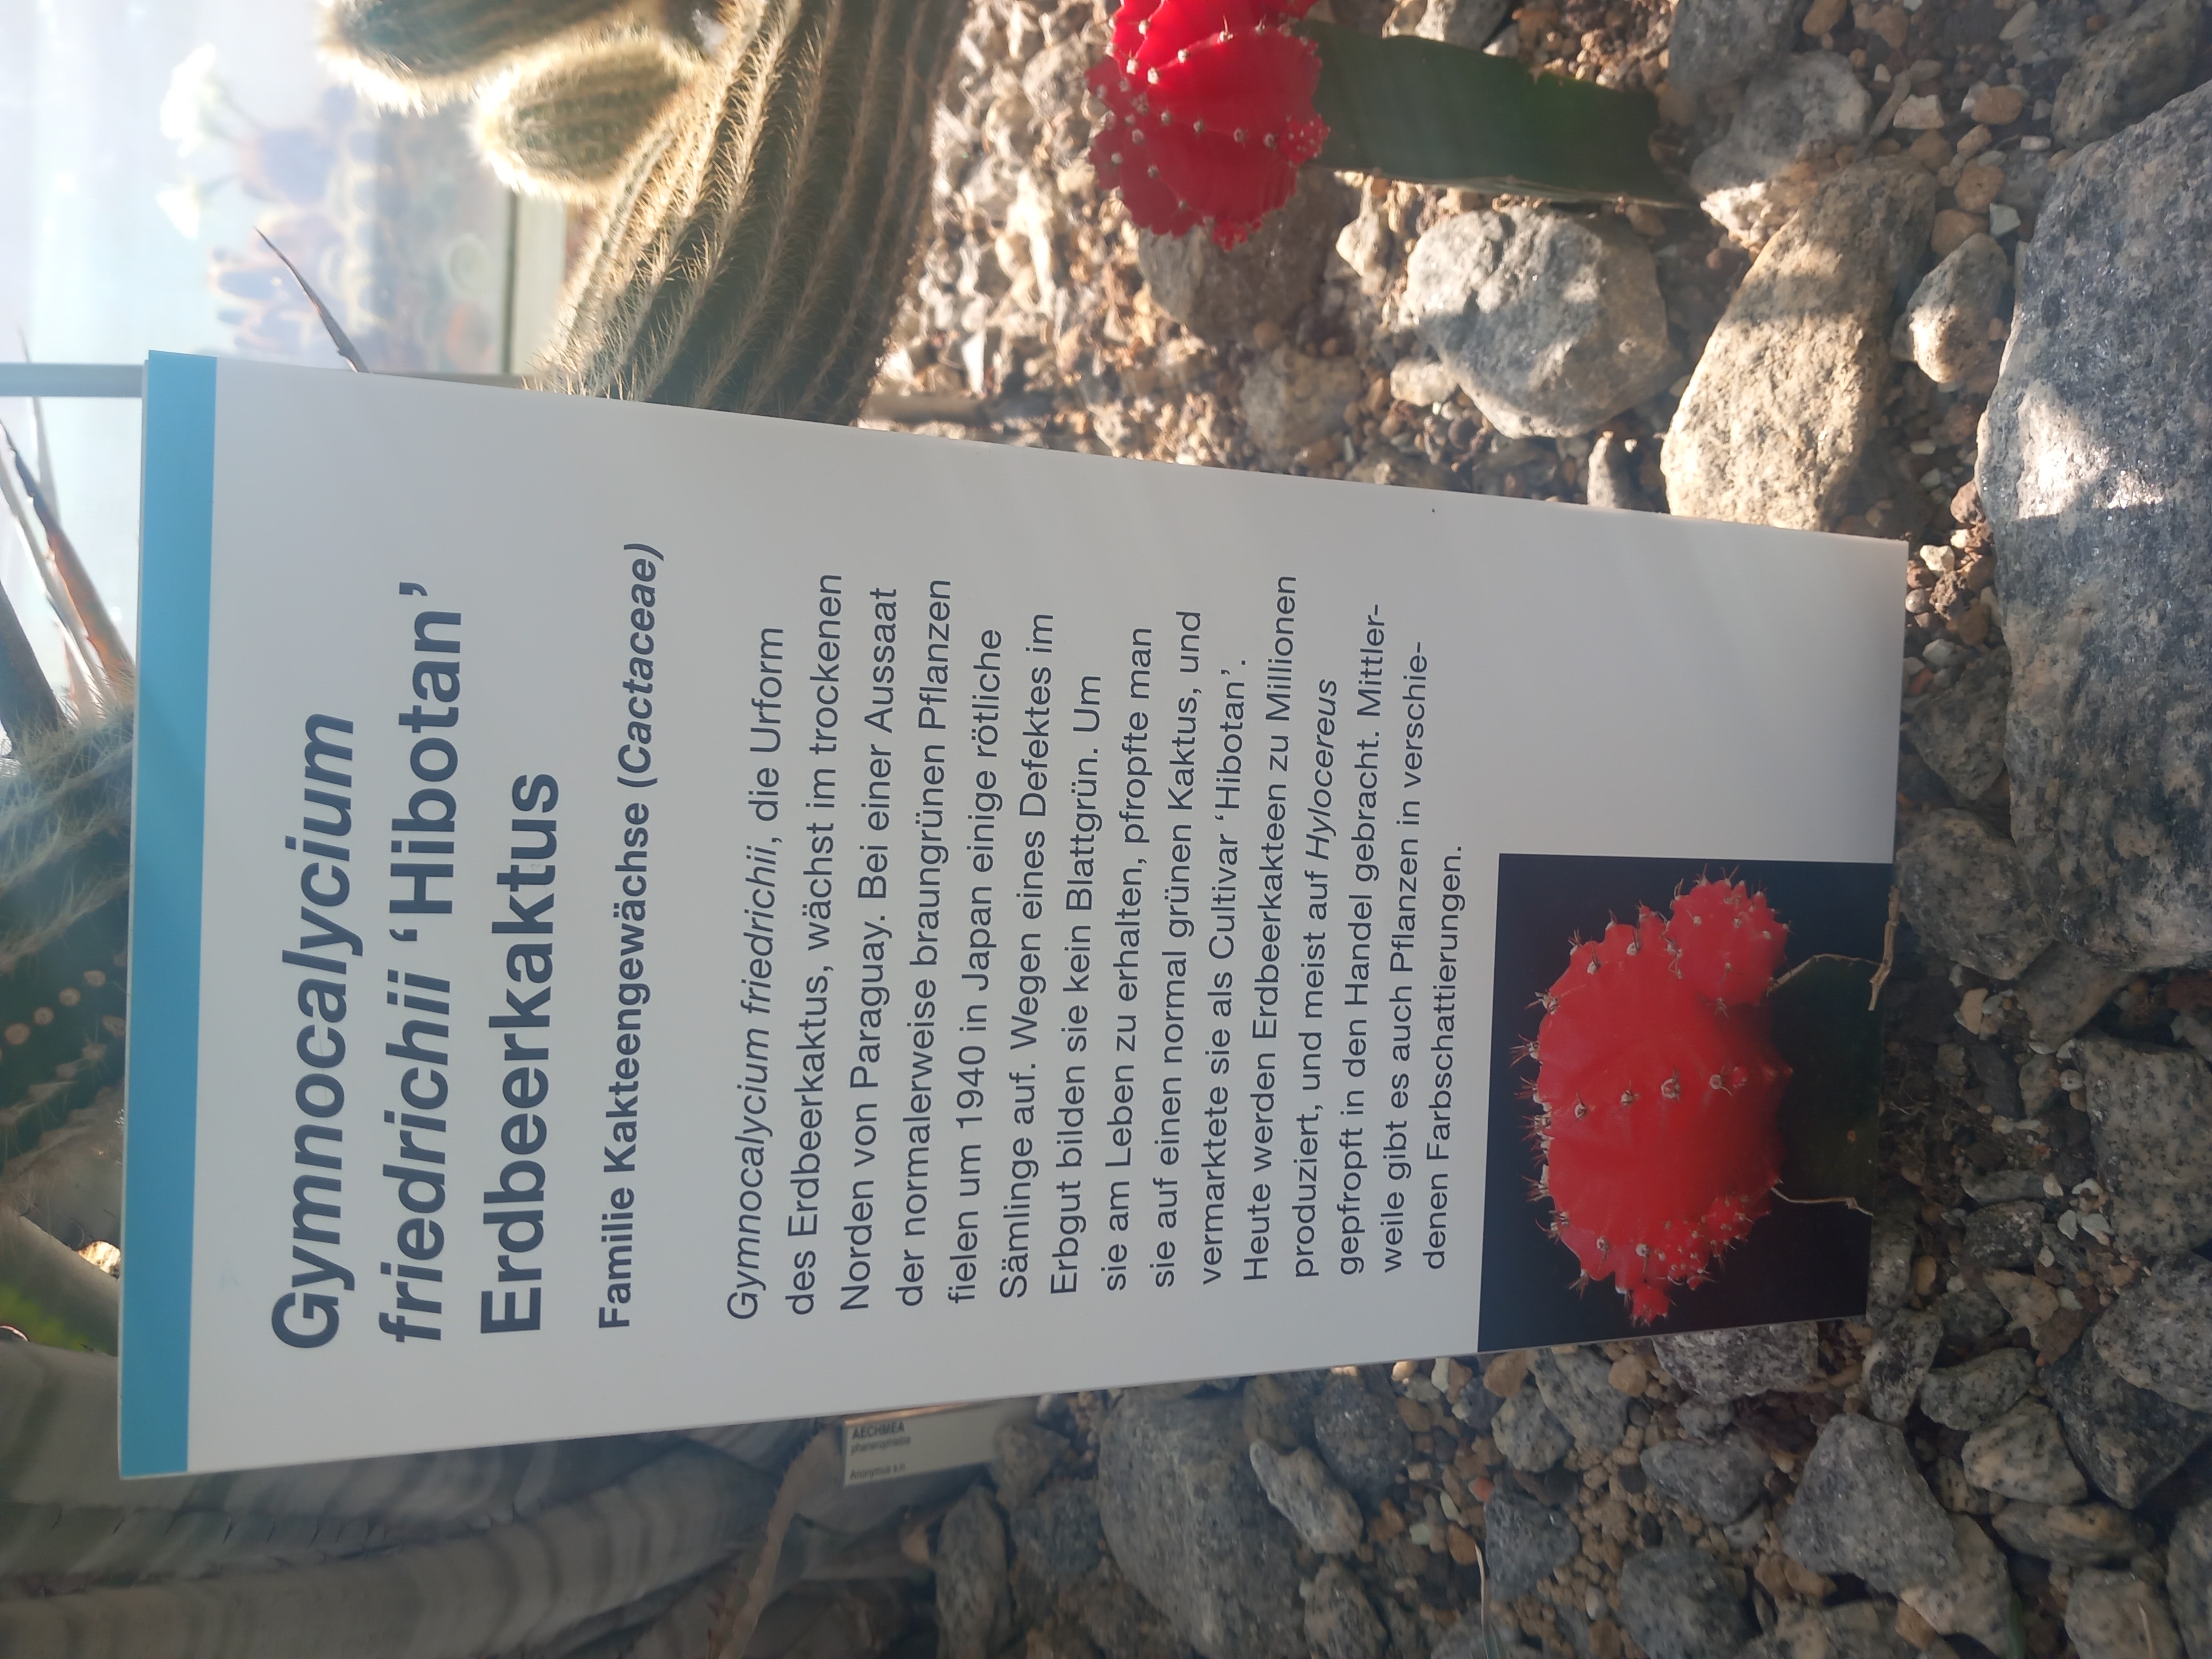 Gymnocalycium
friedrichii ‘Hibotan’
Erdbeerkaktus
Familie Kakteengewächse (Cactaceae)
Gymnocalycium friedrichii, die Urform
des Erdbeerkaktus, wächst im trockenen
Norden von Paraguay. Bei einer Aussaat
der normalerweise braungrünen Pflanzen
fielen um 1940 in Japan einige rötliche
Sämlinge auf. Wegen eines Defektes im
Erbgut bilden sie kein Blattgrün. Um
sie am Leben zu erhalten, pfropfte man
sie auf einen normal grünen Kaktus, und
vermarktete sie als Cultivar ‘Hibotan’.
Heute werden Erdbeerkakteen zu Millionen
produziert, und meist auf Hylocereus
gepfropft in den Handel gebracht. Mittler-
weile gibt es auch Pflanzen in verschie-
denen Farbschattierungen.
AECHMEA